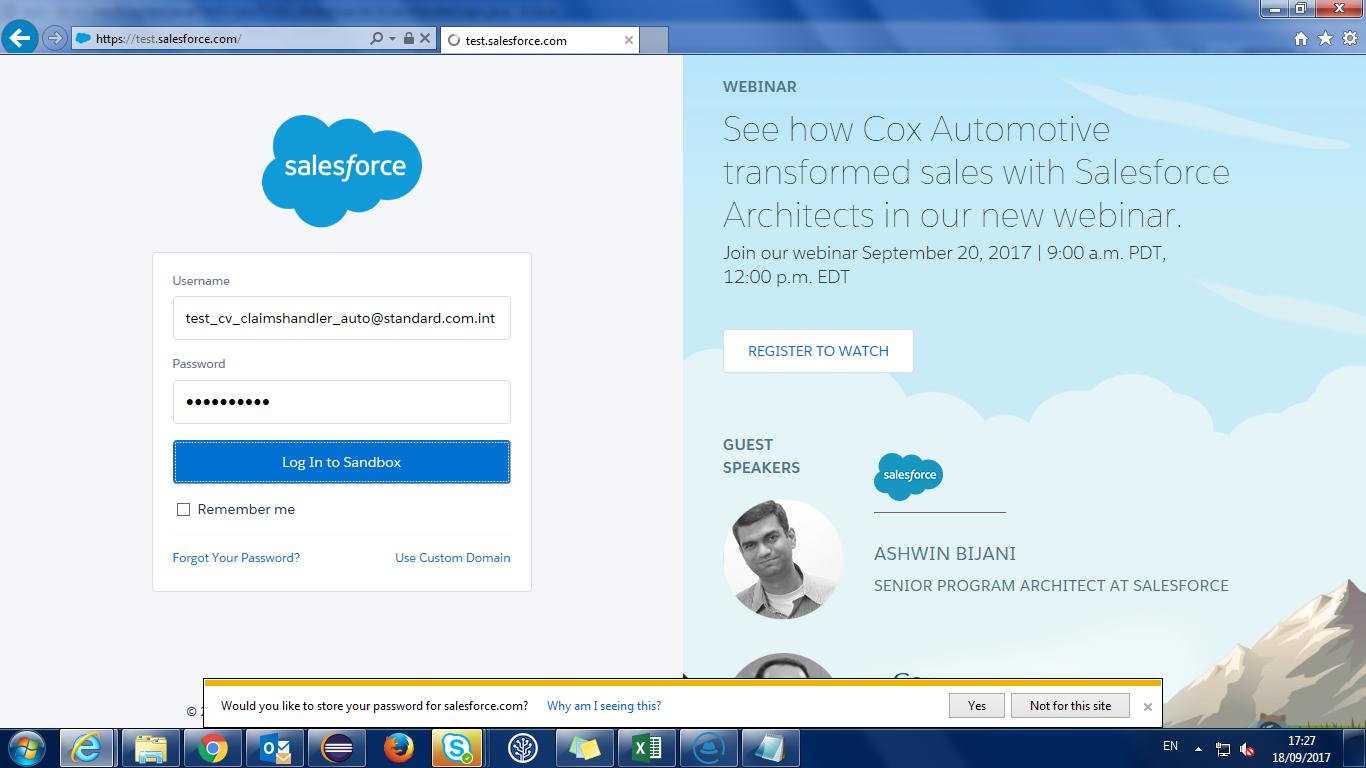 https://test.salesforce.com/
test.salesforce.com
salesforce
Username
test_cv_claimshandler_auto@standard.com.int
Password
Log In to Sandbox
Remember me
Forgot Your Password?
Use Custom Domain
WEBINAR
See how Cox Automotive
transformed sales with Salesforce
Architects in our new webinar.
Join our webinar September 20, 2017 | 9:00 a.m. PDT,
12:00 p.m. EDT
REGISTER TO WATCH
GUEST
SPEAKERS
salesforce
ASHWIN BIJANI
SENIOR PROGRAM ARCHITECT AT SALESFORCE
Would you like to store your password for salesforce.com?
Why am I seeing this?
Yes
Not for this site
EN
17:27
18/09/2017